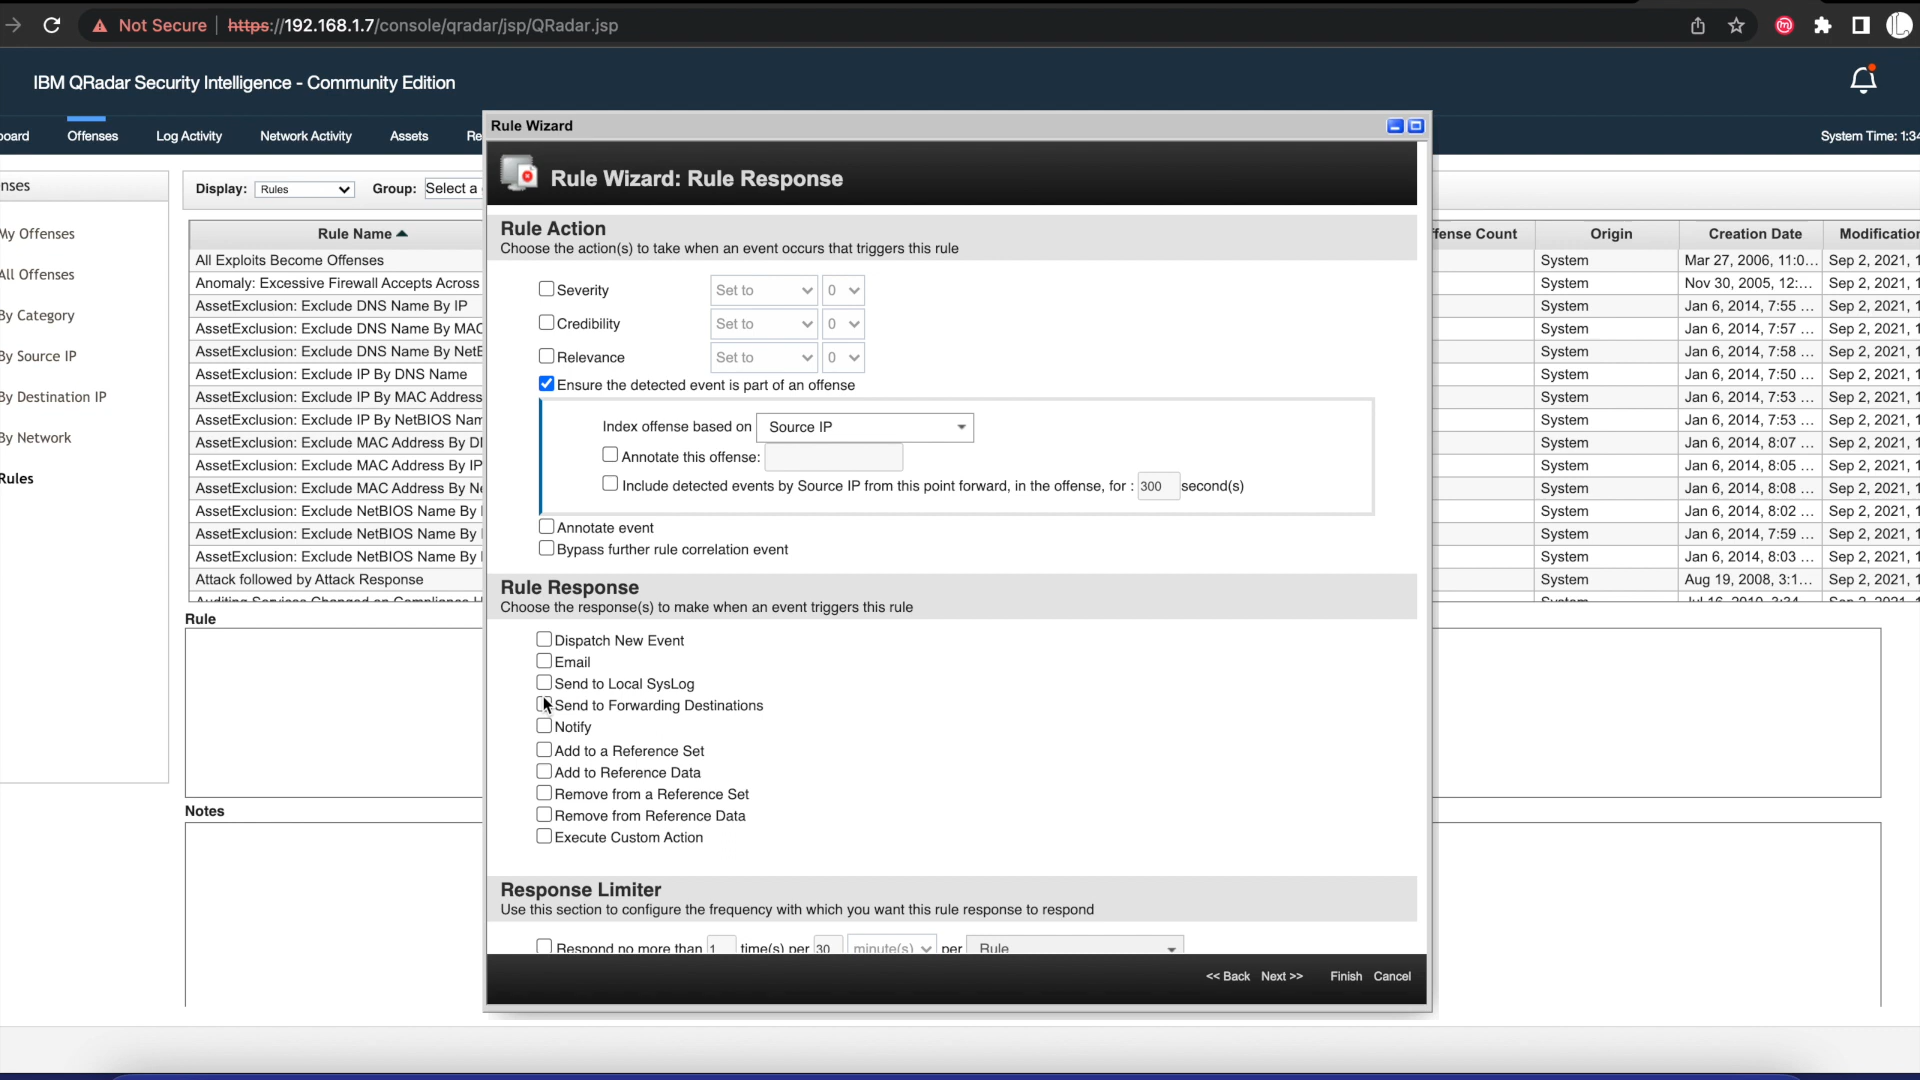 Not Secure https://192.168.1.7/console/qradar/jsp/QRadar.jsp
IBM QRadar Security Intelligence - Community Edition
board Offenses Log Activity Network Activity Assets Re System Time: 1:34
Rule Wizard
Rule Wizard: Rule Response
nses
My Offenses
All Offenses
By Category
By Source IP
By Destination IP
By Network
Rules
Display: Rules Group: Select a
Rule Name
All Exploits Become Offenses
Anomaly: Excessive Firewall Accepts Across
AssetExclusion: Exclude DNS Name By IP
AssetExclusion: Exclude DNS Name By MAC
AssetExclusion: Exclude DNS Name By NetB
AssetExclusion: Exclude IP By DNS Name
AssetExclusion: Exclude IP By MAC Address
AssetExclusion: Exclude IP By NetBIOS Nam
AssetExclusion: Exclude MAC Address By D
AssetExclusion: Exclude MAC Address By IP
AssetExclusion: Exclude MAC Address By Ne
AssetExclusion: Exclude NetBIOS Name By
AssetExclusion: Exclude NetBIOS Name By
AssetExclusion: Exclude NetBIOS Name By
Attack followed by Attack Response
Rule
Notes
Rule Action
Choose the action(s) to take when an event occurs that triggers this rule
Severity Set to 0
Credibility Set to 0
Relevance Set to 0
Ensure the detected event is part of an offense
Index offense based on Source IP
Annotate this offense:
Include detected events by Source IP from this point forward, in the offense, for : 300 second(s)
Annotate event
Bypass further rule correlation event
Rule Response
Choose the response(s) to make when an event triggers this rule
Dispatch New Event
Email
Send to Local SysLog
Send to Forwarding Destinations
Notify
Add to a Reference Set
Add to Reference Data
Remove from a Reference Set
Remove from Reference Data
Execute Custom Action
Response Limiter
Use this section to configure the frequency with which you want this rule response to respond
Respond no more than 1 time(s) per 30 minute(s) per Rule
<< Back Next >> Finish Cancel
ffense Count Origin Creation Date Modification
System Mar 27, 2006, 11:0... Sep 2, 2021, 1
System Nov 30, 2005, 12:... Sep 2, 2021, 1
System Jan 6, 2014, 7:55 ... Sep 2, 2021, 1
System Jan 6, 2014, 7:57 ... Sep 2, 2021, 1
System Jan 6, 2014, 7:58 ... Sep 2, 2021, 1
System Jan 6, 2014, 7:50 ... Sep 2, 2021, 1
System Jan 6, 2014, 7:53 ... Sep 2, 2021, 1
System Jan 6, 2014, 7:53 ... Sep 2, 2021, 1
System Jan 6, 2014, 8:07 ... Sep 2, 2021, 1
System Jan 6, 2014, 8:05 ... Sep 2, 2021, 1
System Jan 6, 2014, 8:08 ... Sep 2, 2021, 1
System Jan 6, 2014, 8:02 ... Sep 2, 2021, 1
System Jan 6, 2014, 7:59 ... Sep 2, 2021, 1
System Jan 6, 2014, 8:03 ... Sep 2, 2021, 1
System Aug 19, 2008, 3:1... Sep 2, 2021, 1